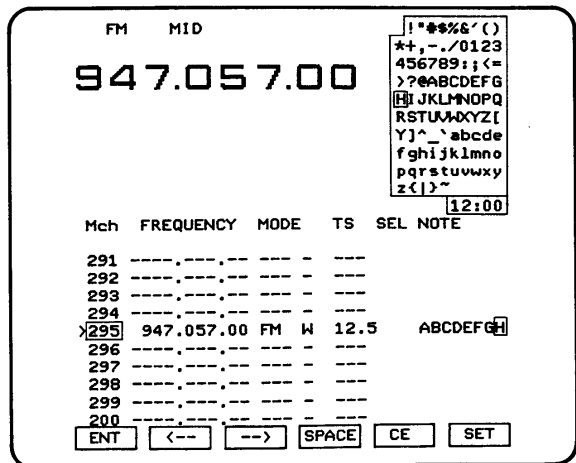 FM MID
947.057.00
!"#$%&'()
*+,-./0123
456789:;<=
>?@ABCDEFG
HIJKLMNOPQ
RSTUVWXYZ[
Y]^_`abcde
fghijklmno
pqrstuvwxy
z{|}~
12:00
Mch FREQUENCY MODE TS SEL NOTE
291 ----.---.-- --- - ---
292 ----.---.-- --- - ---
293 ----.---.-- --- - ---
294 ----.---.-- --- - ---
>295 947.057.00 FM W 12.5 ABCDEFGH
296 ----.---.-- --- - ---
297 ----.---.-- --- - ---
298 ----.---.-- --- - ---
299 ----.---.-- --- - ---
200 ----.---.-- --- - ---
ENT <-- --> SPACE CE SET